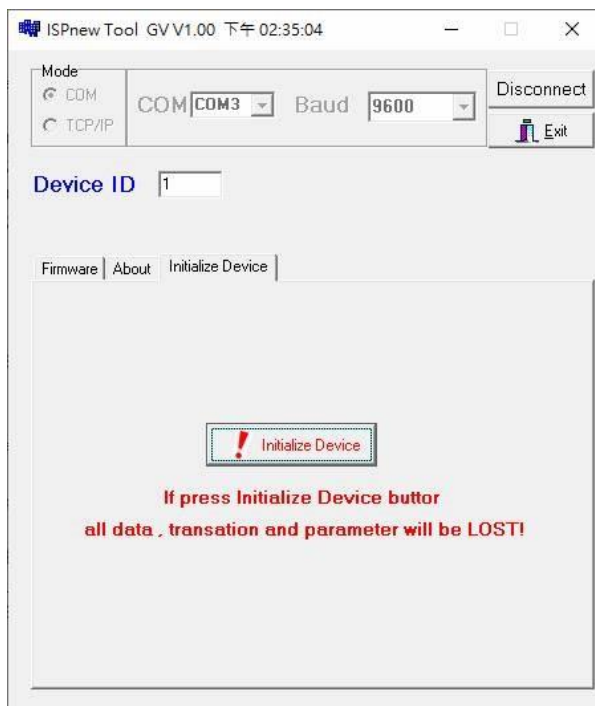 ISPnew Tool GV V1.00 下午 02:35:04
Mode
COM
TCP/IP
COM COM3 Baud 9600
Disconnect
Exit
Device ID 1
Firmware About Initialize Device
Initialize Device
If press Initialize Device buttor
all data , transation and parameter will be LOST!